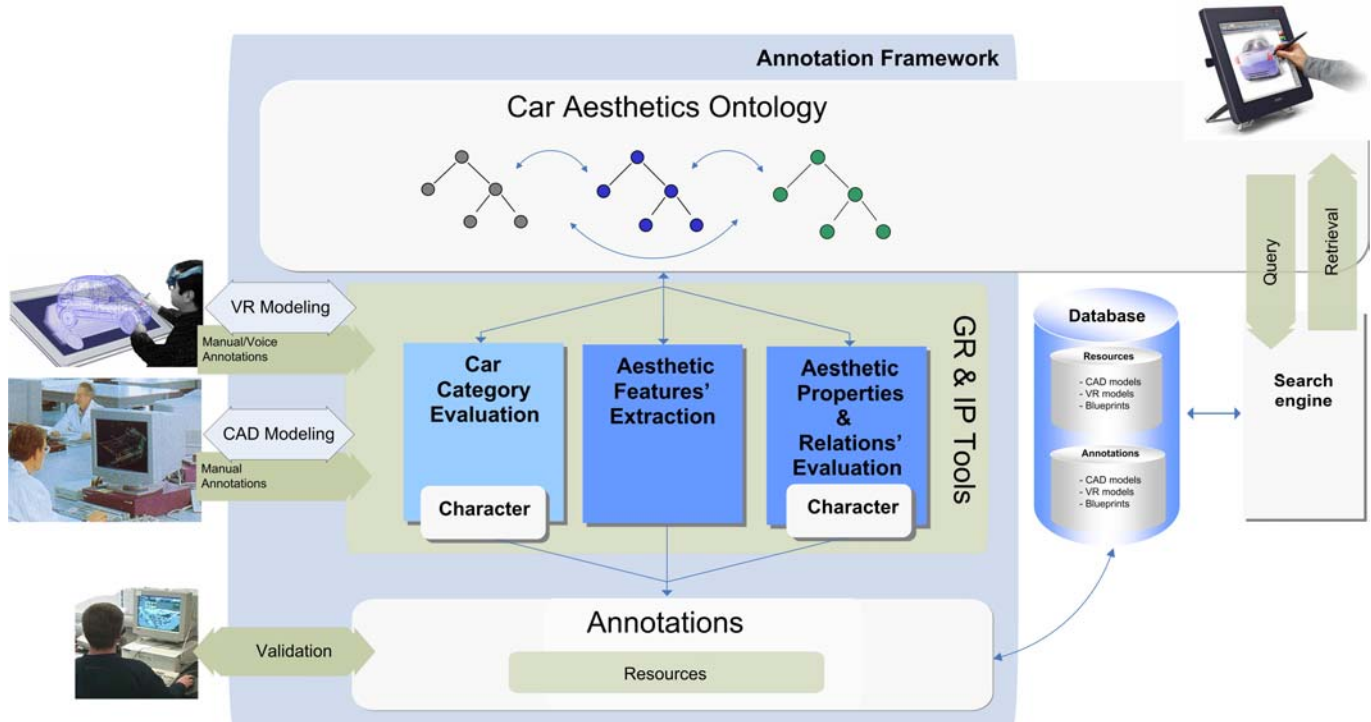 Annotation Framework
Car Aesthetics Ontology
Query
Retrieval
VR Modeling
Manual/Voice
Annotations
CAD Modeling
Manual
Annotations
Car
Category
Evaluation
Character
Aesthetic
Features’
Extraction
Aesthetic
Properties
&
Relations’
Evaluation
Character
GR & IP Tools
Database
Resources
- CAD models
- VR models
- Blueprints
Annotations
- CAD models
- VR models
- Blueprints
Search
engine
Validation
Annotations
Resources